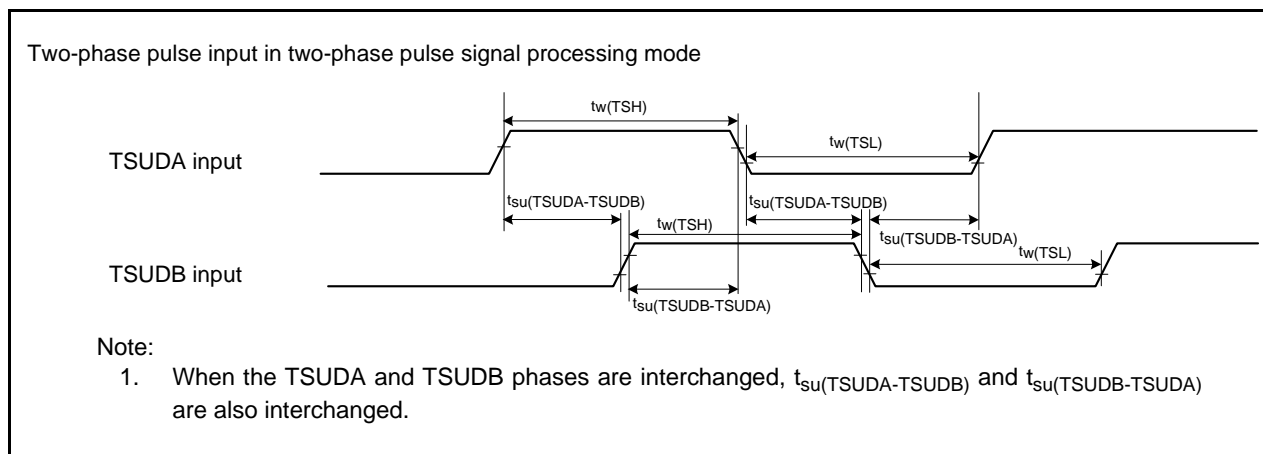 Two-phase pulse input in two-phase pulse signal processing mode
tw(TSH)
TSUDA input
tw(TSL)
tsu(TSUDA-TSUDB)
tsu(TSUDA-TSUDB)
tw(TSH)
tsu(TSUDB-TSUDA)
tw(TSL)
TSUDB input
tsu(TSUDB-TSUDA)
Note:
1. When the TSUDA and TSUDB phases are interchanged, tsu(TSUDA-TSUDB) and tsu(TSUDB-TSUDA)
are also interchanged.